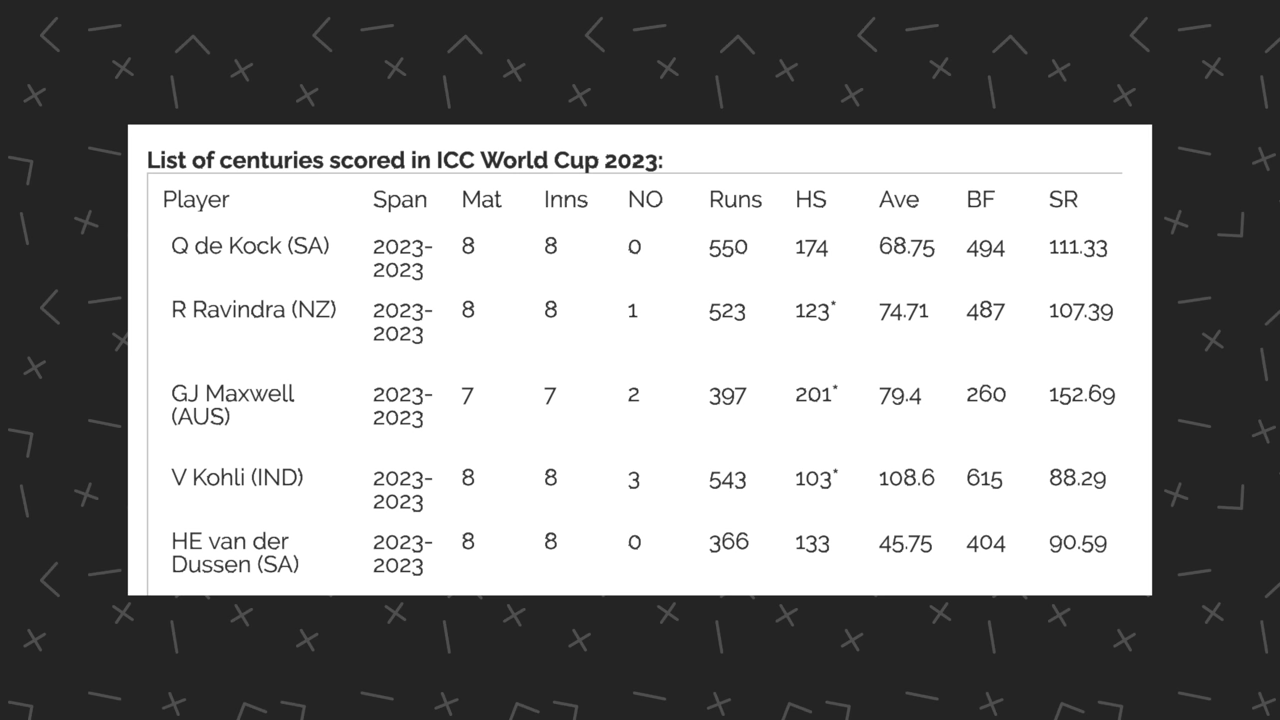 List of centuries scored in ICC World Cup 2023:
Player Span Mat Inns NO Runs HS Ave BF SR
Q de Kock (SA) 2023- 8 8 0 550 174 68.75 494 111.33
2023
R Ravindra (NZ) 2023- 8 8 1 523 123* 74.71 487 107.39
2023
GJ Maxwell 2023- 7 7 2 397 201* 79.4 260 152.69
(AUS) 2023
V Kohli (IND) 2023- 8 8 3 543 103* 108.6 615 88.29
2023
HE van der 2023- 8 8 0 366 133 45.75 404 90.59
Dussen (SA) 2023